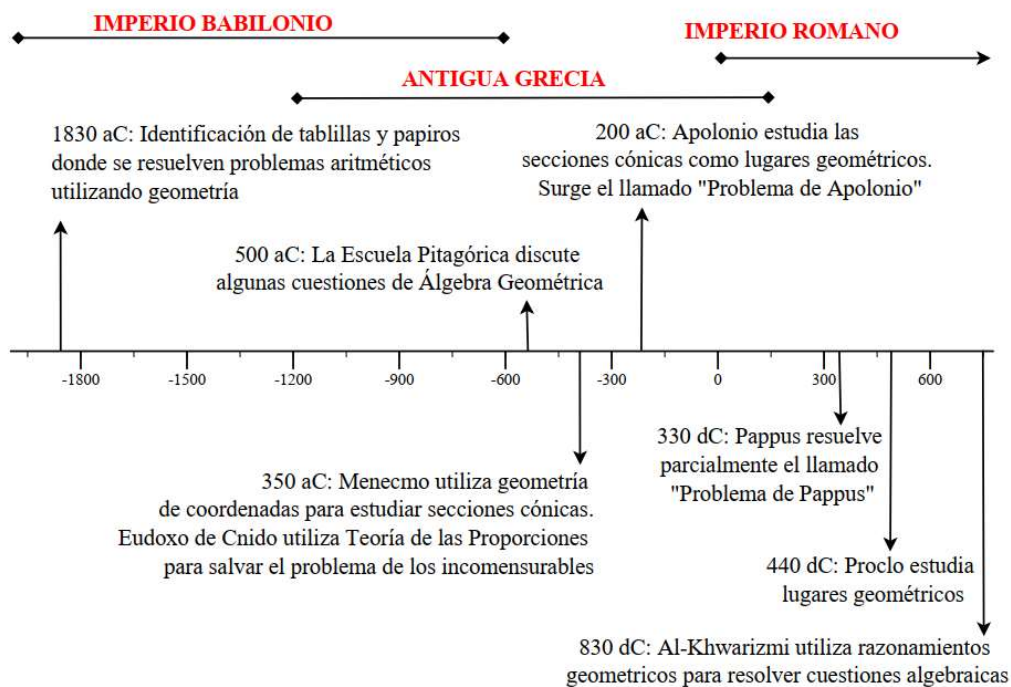 IMPERIO BABILONIO
IMPERIO ROMANO
ANTIGUA GRECIA
1830 aC: Identificación de tablillas y papiros
donde se resuelven problemas aritméticos
utilizando geometría
200 aC: Apolonio estudia las
secciones cónicas como lugares geométricos.
Surge el llamado "Problema de Apolonio"
500 aC: La Escuela Pitagórica discute
algunas cuestiones de Álgebra Geométrica
-1800 -1500 -1200 -900 -600 -300 0 300 600
330 dC: Pappus resuelve
parcialmente el llamado
"Problema de Pappus"
350 aC: Menecmo utiliza geometría
de coordenadas para estudiar secciones cónicas.
Eudoxo de Cnido utiliza Teoría de las Proporciones
para salvar el problema de los incomensurables
440 dC: Proclo estudia
lugares geométricos
830 dC: Al-Khwarizmi utiliza razonamientos
geometricos para resolver cuestiones algebraicas